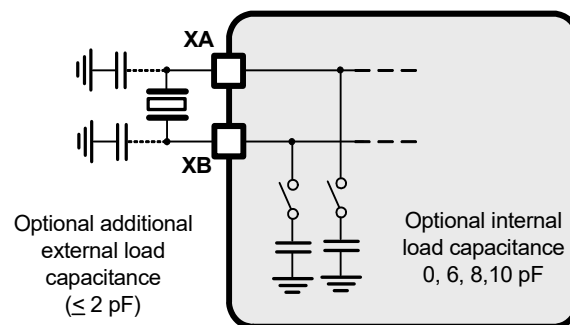 XA
XB
Optional additional
external load
capacitance
(≤ 2 pF)
Optional internal
load capacitance
0, 6, 8,10 pF